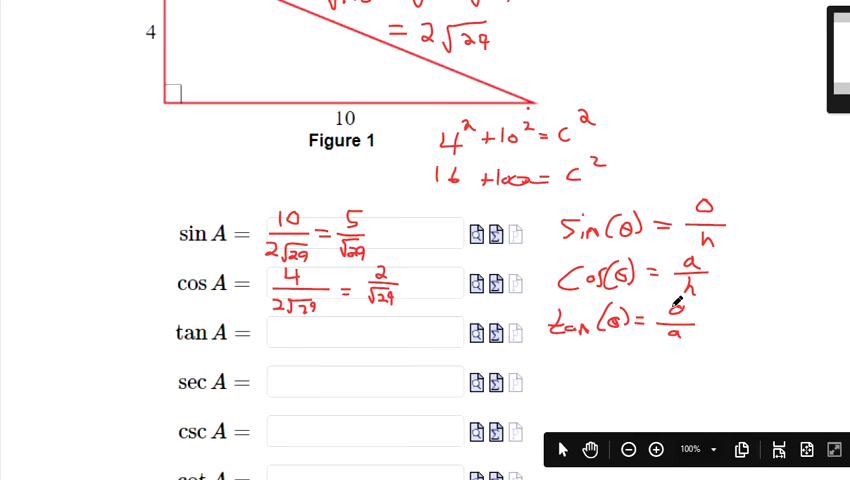 = 2√29
4
10
Figure 1
4² + 10² = c²
16 + 100 = c²
sin A = 10/2√29 = 5/√29
sin(θ) = o/h
cos A = 4/2√29 = 2/√29
cos(θ) = a/h
tan A =
tan(θ) = o/a
sec A =
csc A =
100%
cot A =